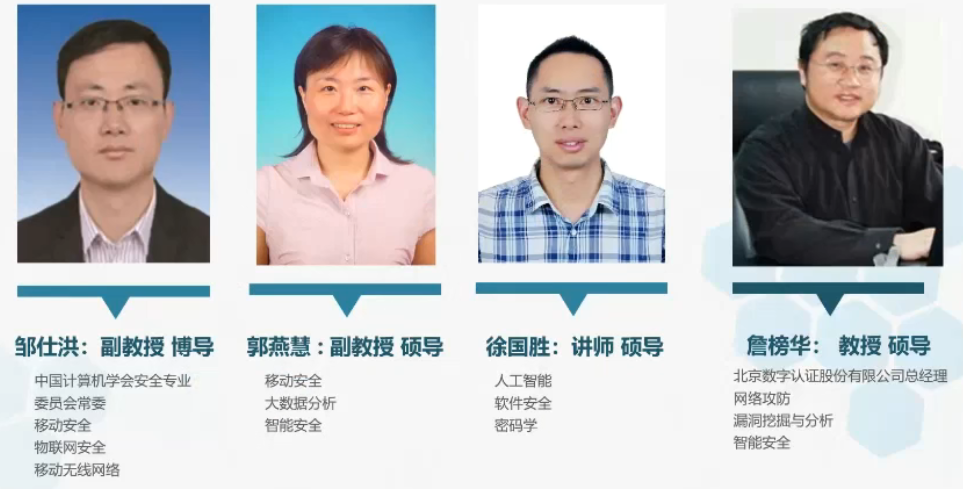 邹仕洪：副教授 博导
中国计算机学会安全专业
委员会常委
移动安全
物联网安全
移动无线网络
郭燕慧：副教授 硕导
移动安全
大数据分析
智能安全
徐国胜：讲师 硕导
人工智能
软件安全
密码学
詹榜华： 教授 硕导
北京数字认证股份有限公司总经理
网络攻防
漏洞挖掘与分析
智能安全